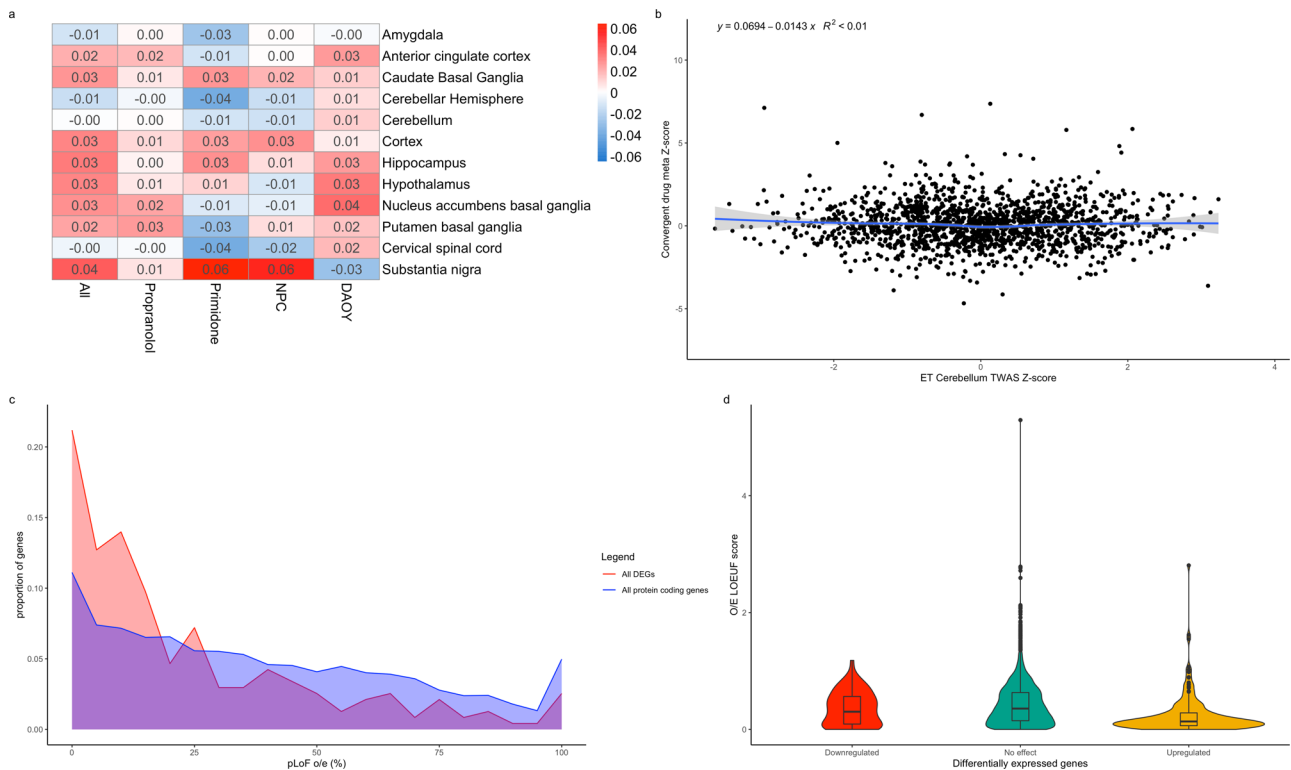 a
-0.01 0.00 -0.03 0.00 -0.00 Amygdala
0.02 0.02 -0.01 0.00 0.03 Anterior cingulate cortex
0.03 0.01 0.03 0.02 0.01 Caudate Basal Ganglia
-0.01 -0.00 -0.04 -0.01 0.01 Cerebellar Hemisphere
-0.00 0.00 -0.01 -0.01 0.01 Cerebellum
0.03 0.01 0.03 0.03 0.01 Cortex
0.03 0.00 0.03 0.01 0.03 Hippocampus
0.03 0.01 0.01 -0.01 0.03 Hypothalamus
0.03 0.02 -0.01 -0.01 0.04 Nucleus accumbens basal ganglia
0.02 0.03 -0.03 0.01 0.02 Putamen basal ganglia
-0.00 -0.00 -0.04 -0.02 0.02 Cervical spinal cord
0.04 0.01 0.06 0.06 -0.03 Substantia nigra
All
Propranolol
Primidone
NPC
DAOY
0.06
0.04
0.02
0
-0.02
-0.04
-0.06
b
y = 0.0694 − 0.0143 x R² < 0.01
Convergent drug meta Z-score
10
5
0
-5
-2 0 2 4
ET Cerebellum TWAS Z-score
c
proportion of genes
0.20
0.15
0.10
0.05
0.00
0 25 50 75 100
pLoF o/e (%)
Legend
All DEGs
All protein coding genes
d
O/E LOEUF score
4
2
0
Downregulated No effect Upregulated
Differentially expressed genes